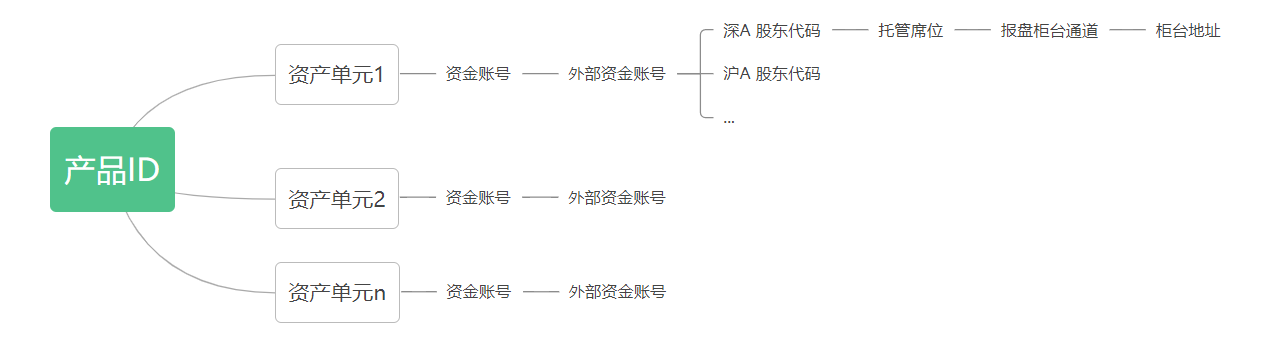 深A 股东代码 托管席位 报盘柜台通道 柜台地址
资产单元1 资金账号 外部资金账号 沪A 股东代码
...
产品ID
资产单元2 资金账号 外部资金账号
资产单元n 资金账号 外部资金账号